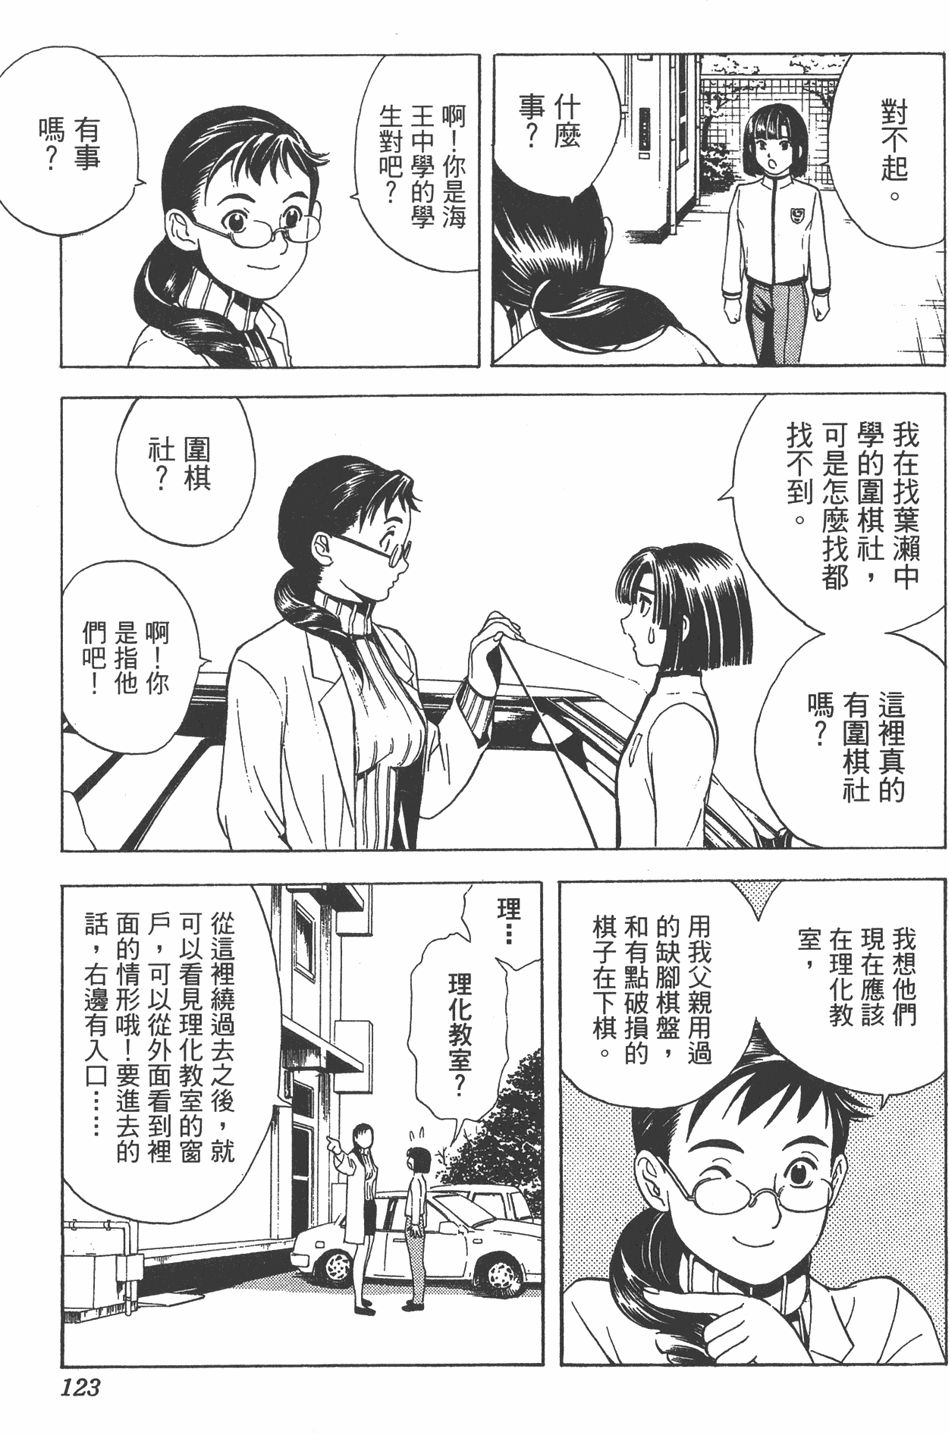 對不起。
什麼
事？
啊！你是海
王中學的學
生對吧？
有事
嗎？
我在找葉瀨中
學的圍棋社，
可是怎麼找都
找不到。
這裡真的
有圍棋社
嗎？
圍棋
社？
啊！你
是指他
們吧！
我想他們
現在應該
在理化教
室，
用我父親用過
的缺腳棋盤，
和有點破損的
棋子在下棋。
理…
理化教室？
從這裡繞過去之後，就
可以看見理化教室的窗
戶，可以從外面看到裡
面的情形哦！要進去的
話，右邊有入口……
123